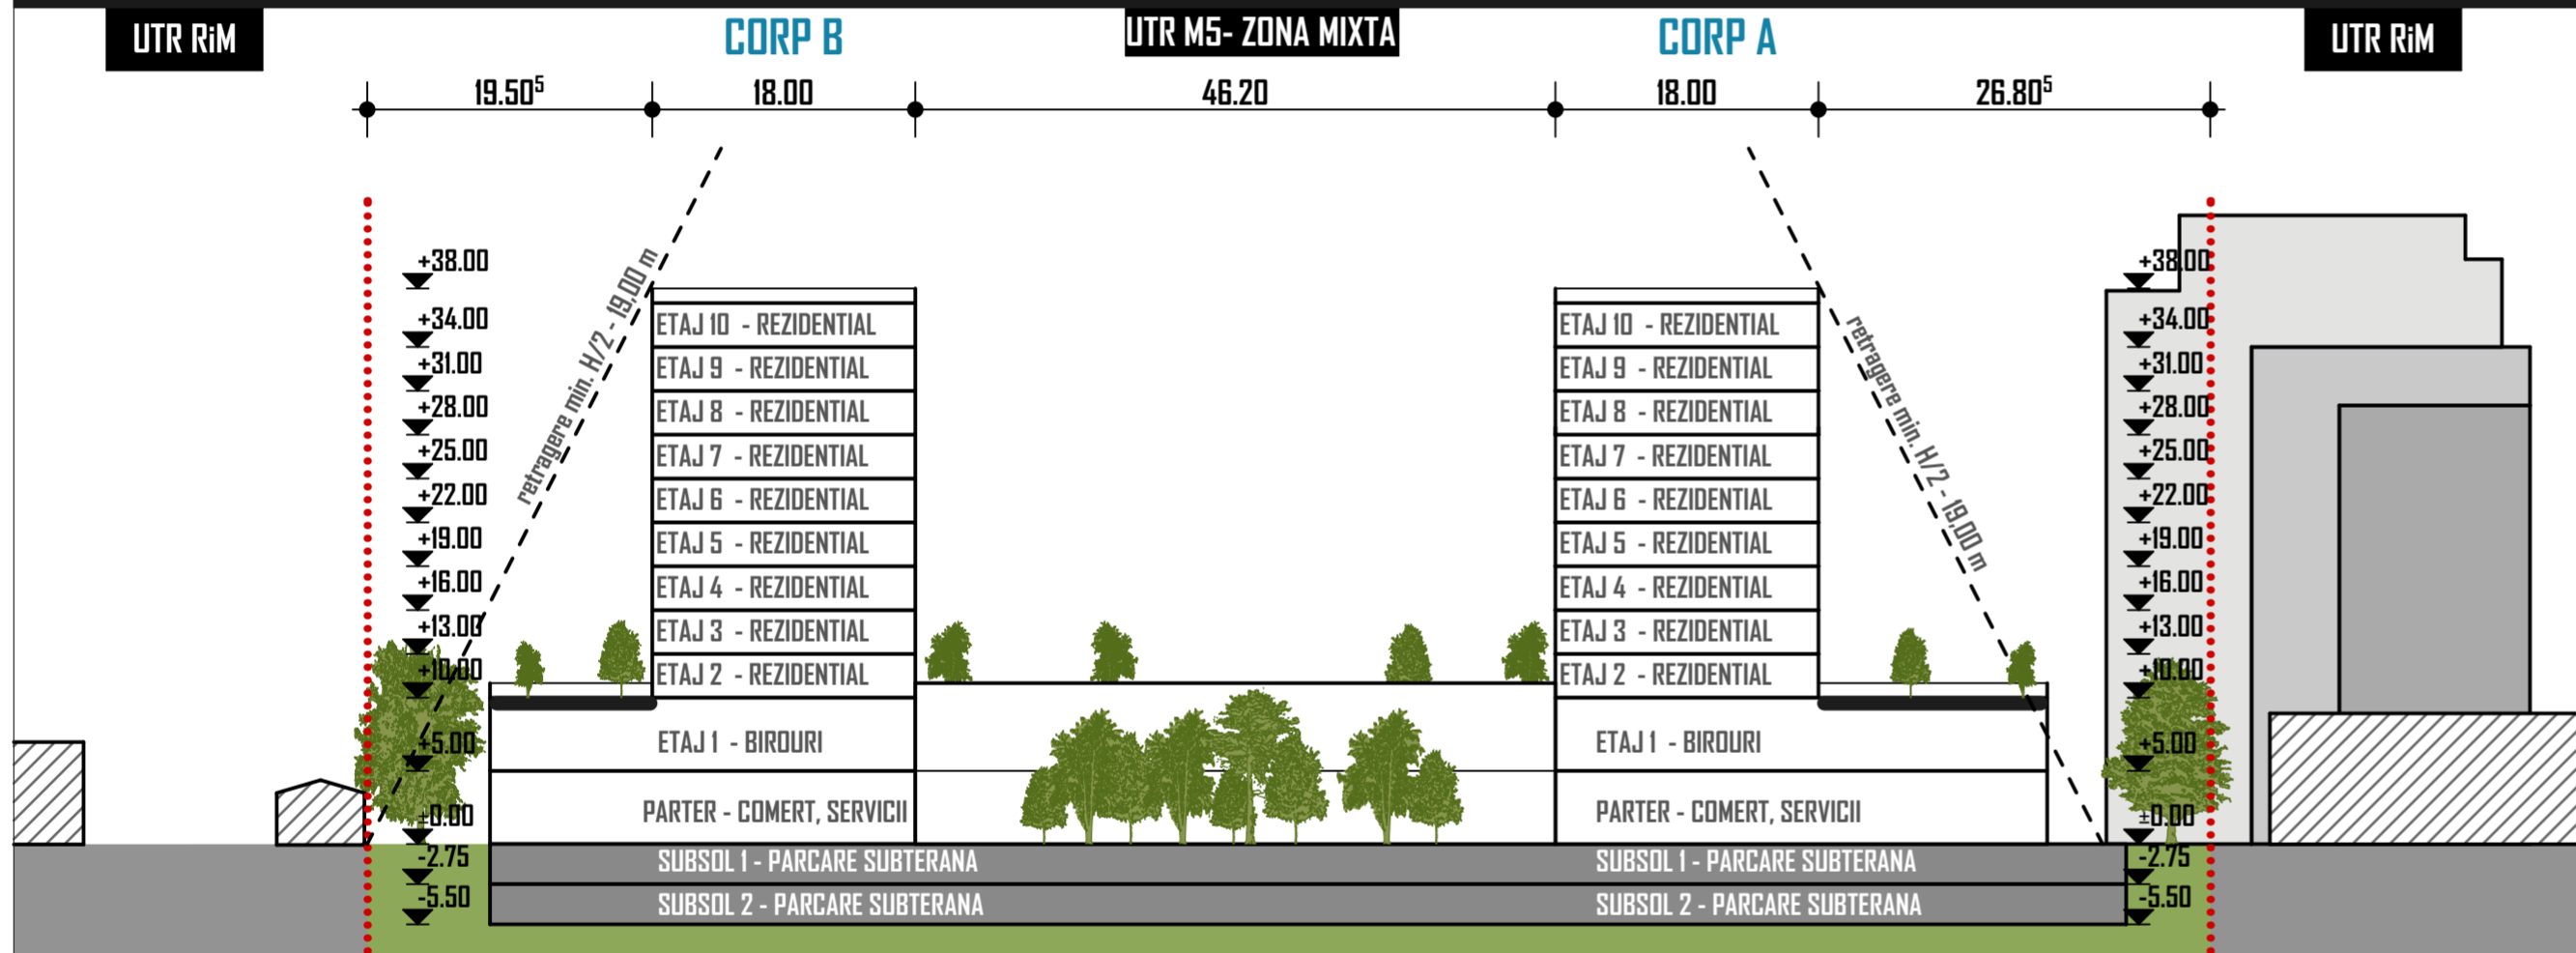 UTR RiM
CORP B
UTR M5- ZONA MIXTA
CORP A
UTR RiM
19.50⁵
18.00
46.20
18.00
26.80⁵
retragere min. H/2 - 19,00 m
retragere min. H/2 - 19,00 m
+38.00
+34.00
+31.00
+28.00
+25.00
+22.00
+19.00
+16.00
+13.00
+10.00
+5.00
±0.00
-2.75
-5.50
ETAJ 10 - REZIDENTIAL
ETAJ 9 - REZIDENTIAL
ETAJ 8 - REZIDENTIAL
ETAJ 7 - REZIDENTIAL
ETAJ 6 - REZIDENTIAL
ETAJ 5 - REZIDENTIAL
ETAJ 4 - REZIDENTIAL
ETAJ 3 - REZIDENTIAL
ETAJ 2 - REZIDENTIAL
ETAJ 1 - BIROURI
PARTER - COMERT, SERVICII
SUBSOL 1 - PARCARE SUBTERANA
SUBSOL 2 - PARCARE SUBTERANA
ETAJ 10 - REZIDENTIAL
ETAJ 9 - REZIDENTIAL
ETAJ 8 - REZIDENTIAL
ETAJ 7 - REZIDENTIAL
ETAJ 6 - REZIDENTIAL
ETAJ 5 - REZIDENTIAL
ETAJ 4 - REZIDENTIAL
ETAJ 3 - REZIDENTIAL
ETAJ 2 - REZIDENTIAL
ETAJ 1 - BIROURI
PARTER - COMERT, SERVICII
SUBSOL 1 - PARCARE SUBTERANA
SUBSOL 2 - PARCARE SUBTERANA
+38.00
+34.00
+31.00
+28.00
+25.00
+22.00
+19.00
+16.00
+13.00
+10.00
+5.00
±0.00
-2.75
-5.50